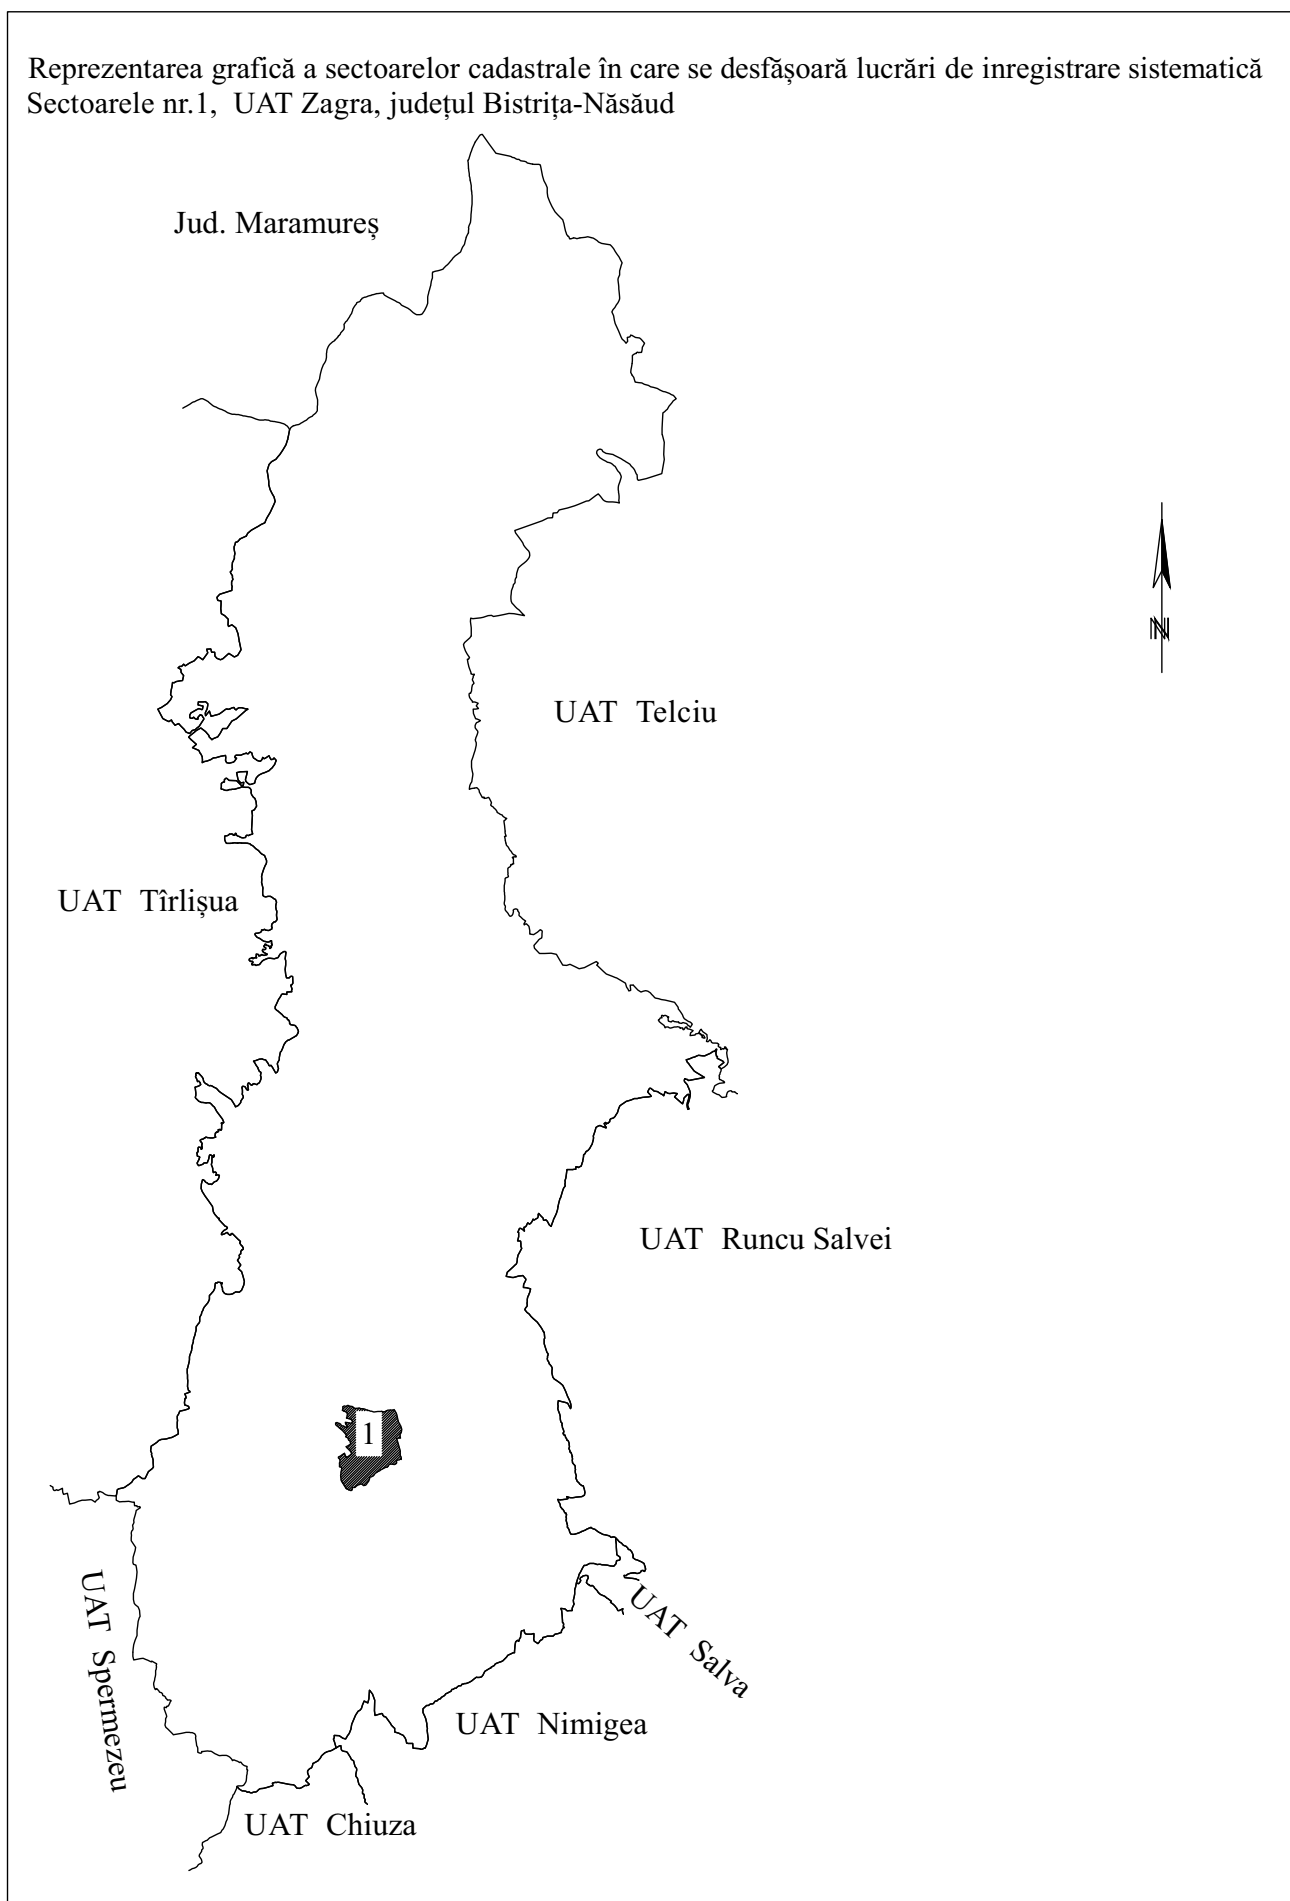 Reprezentarea grafică a sectoarelor cadastrale în care se desfășoară lucrări de inregistrare sistematică
Sectoarele nr.1, UAT Zagra, județul Bistrița-Năsăud
Jud. Maramureș
N
UAT Telciu
UAT Tîrlișua
UAT Runcu Salvei
1
UAT Spermezeu
UAT Salva
UAT Nimigea
UAT Chiuza